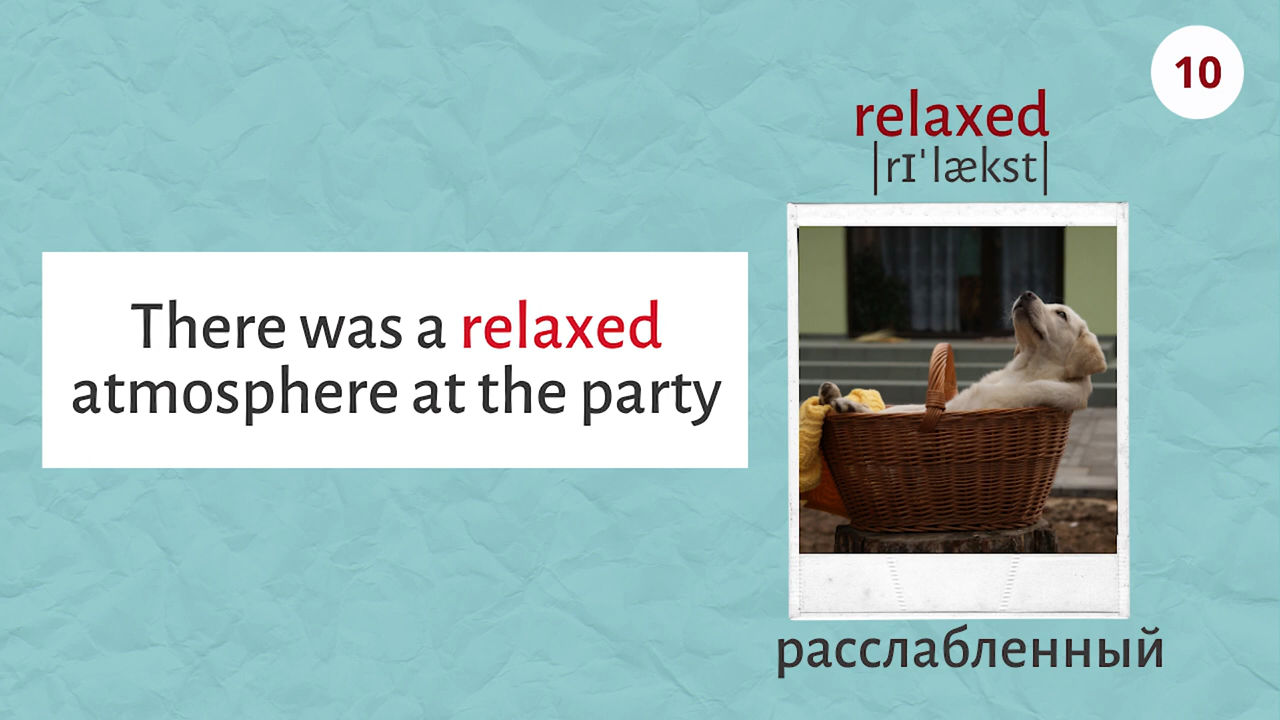 10
relaxed
|rɪˈlækst|
There was a relaxed
atmosphere at the party
расслабленный